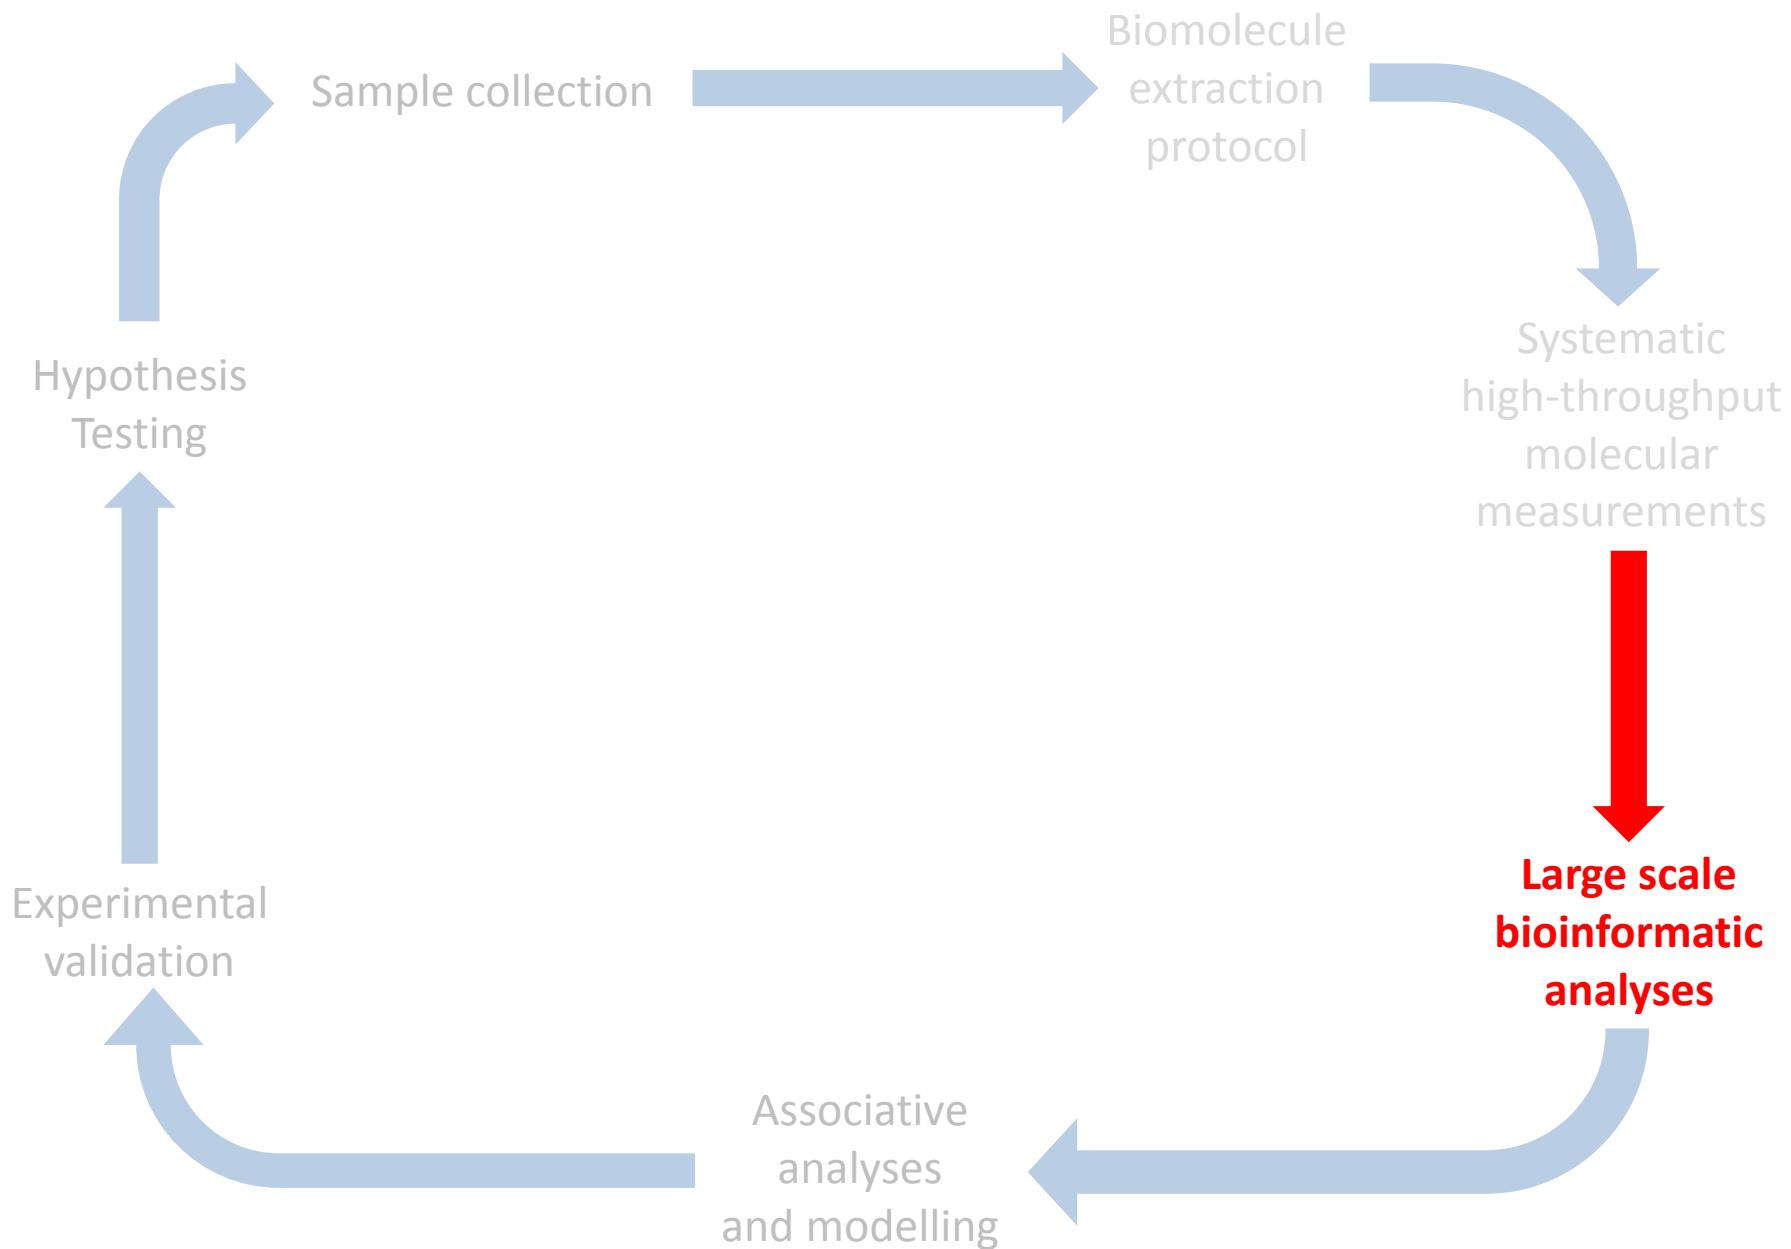 Sample collection
Biomolecule
extraction
protocol
Systematic
high-throughput
molecular
measurements
Large scale
bioinformatic
analyses
Associative
analyses
and modelling
Experimental
validation
Hypothesis
Testing